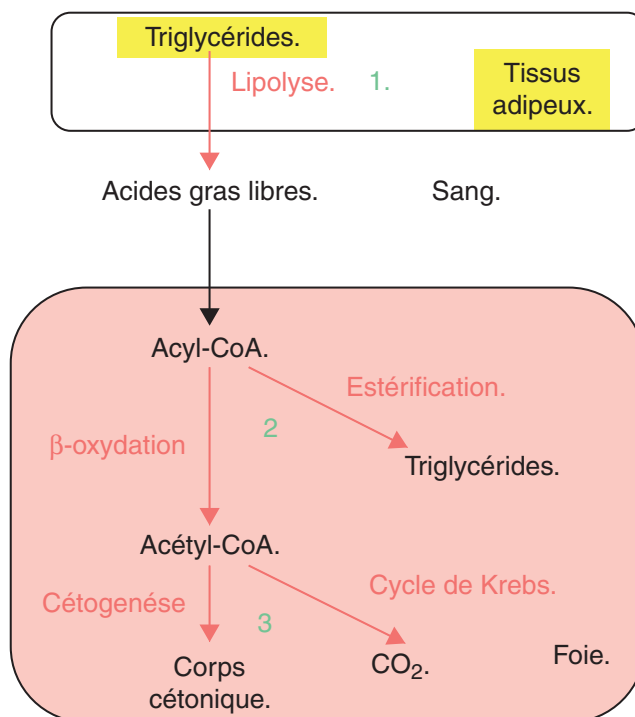 Triglycérides.
Lipolyse. 1.
Tissus
adipeux.
Acides gras libres. Sang.
Acyl-CoA.
Estérification.
2
β-oxydation
Triglycérides.
Acétyl-CoA.
Cycle de Krebs.
Cétogenése
3
Corps
cétonique.
CO₂.
Foie.